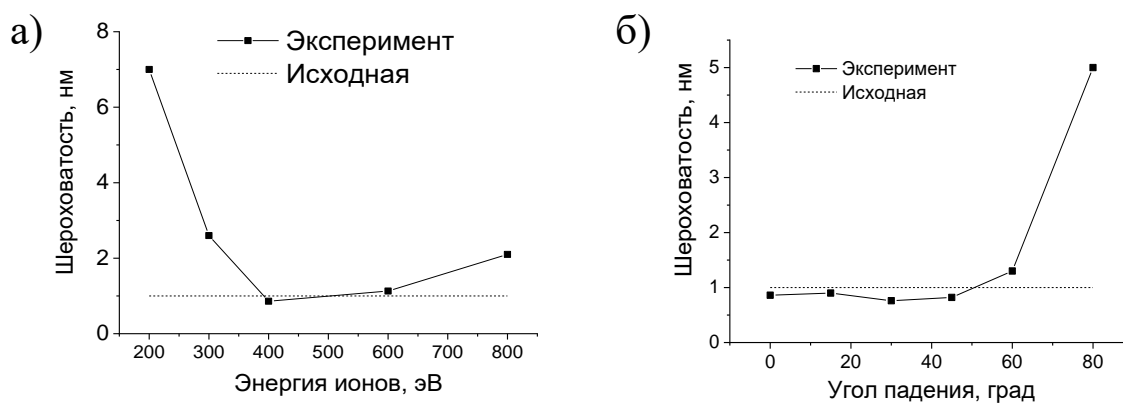 а)
Эксперимент
Исходная
Шероховатость, нм
8
6
4
2
0
200 300 400 500 600 700 800
Энергия ионов, эВ
б)
Эксперимент
Исходная
Шероховатость, нм
5
4
3
2
1
0
0 20 40 60 80
Угол падения, град